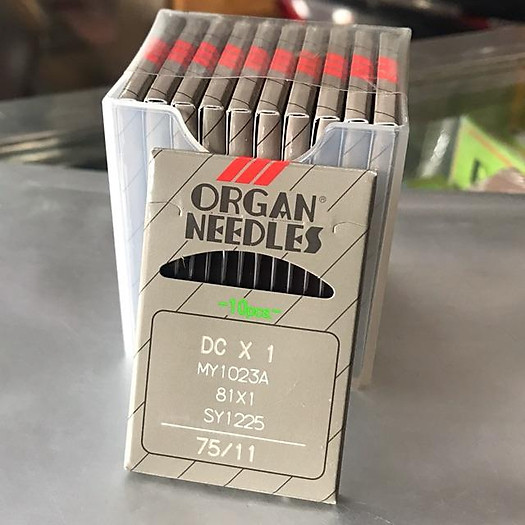 ORGAN®
NEEDLES
-10pcs-
DC X 1
MY1023A
81X1
SY1225
75/11